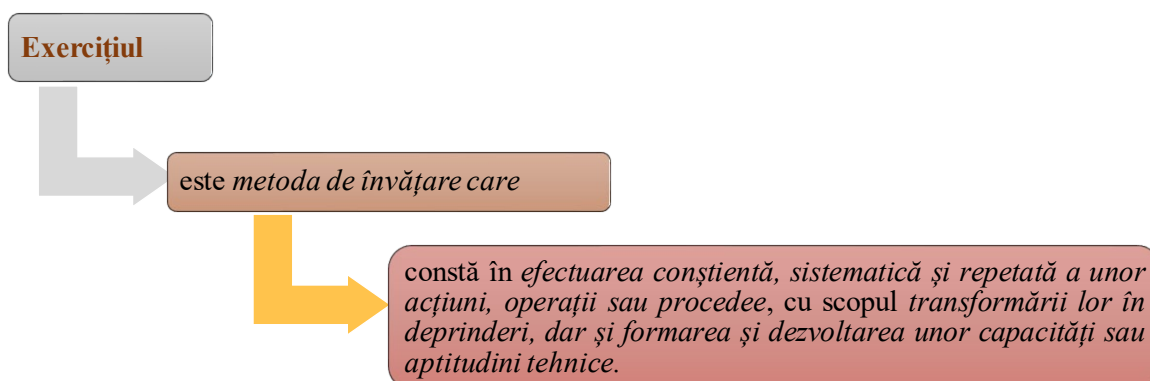 Exercițiul
este metoda de învățare care
constă în efectuarea conștientă, sistematică și repetată a unor
acțiuni, operații sau procedee, cu scopul transformării lor în
deprinderi, dar și formarea și dezvoltarea unor capacități sau
aptitudini tehnice.